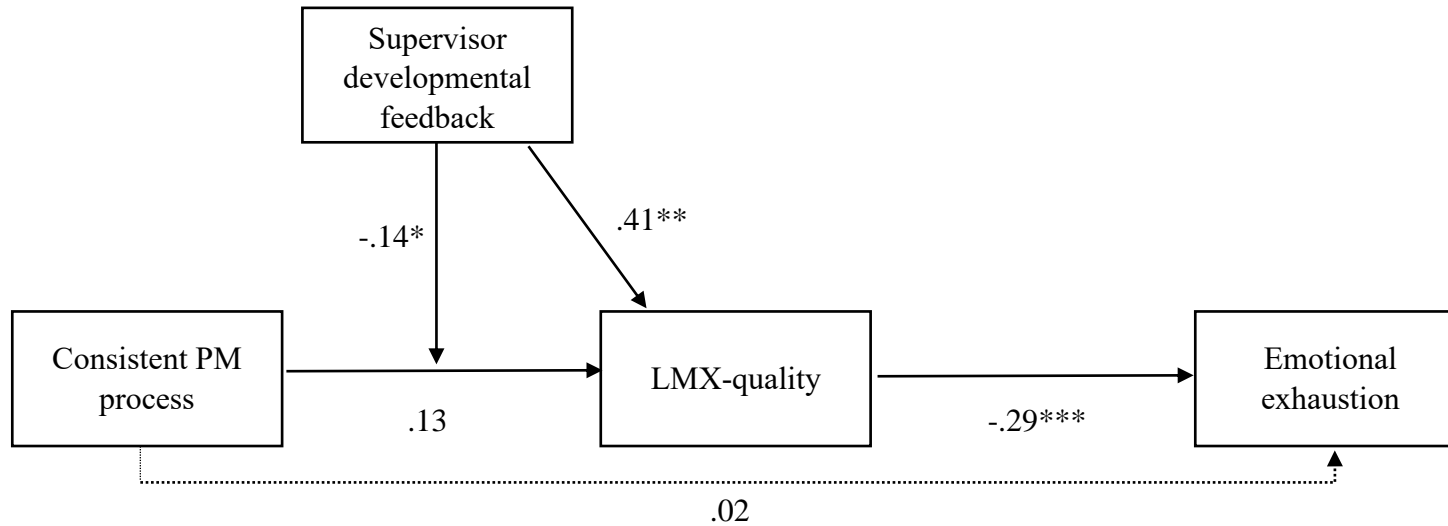 Supervisor
developmental
feedback
-.14*
.41**
Consistent PM
process
.13
LMX-quality
-.29***
Emotional
exhaustion
.02